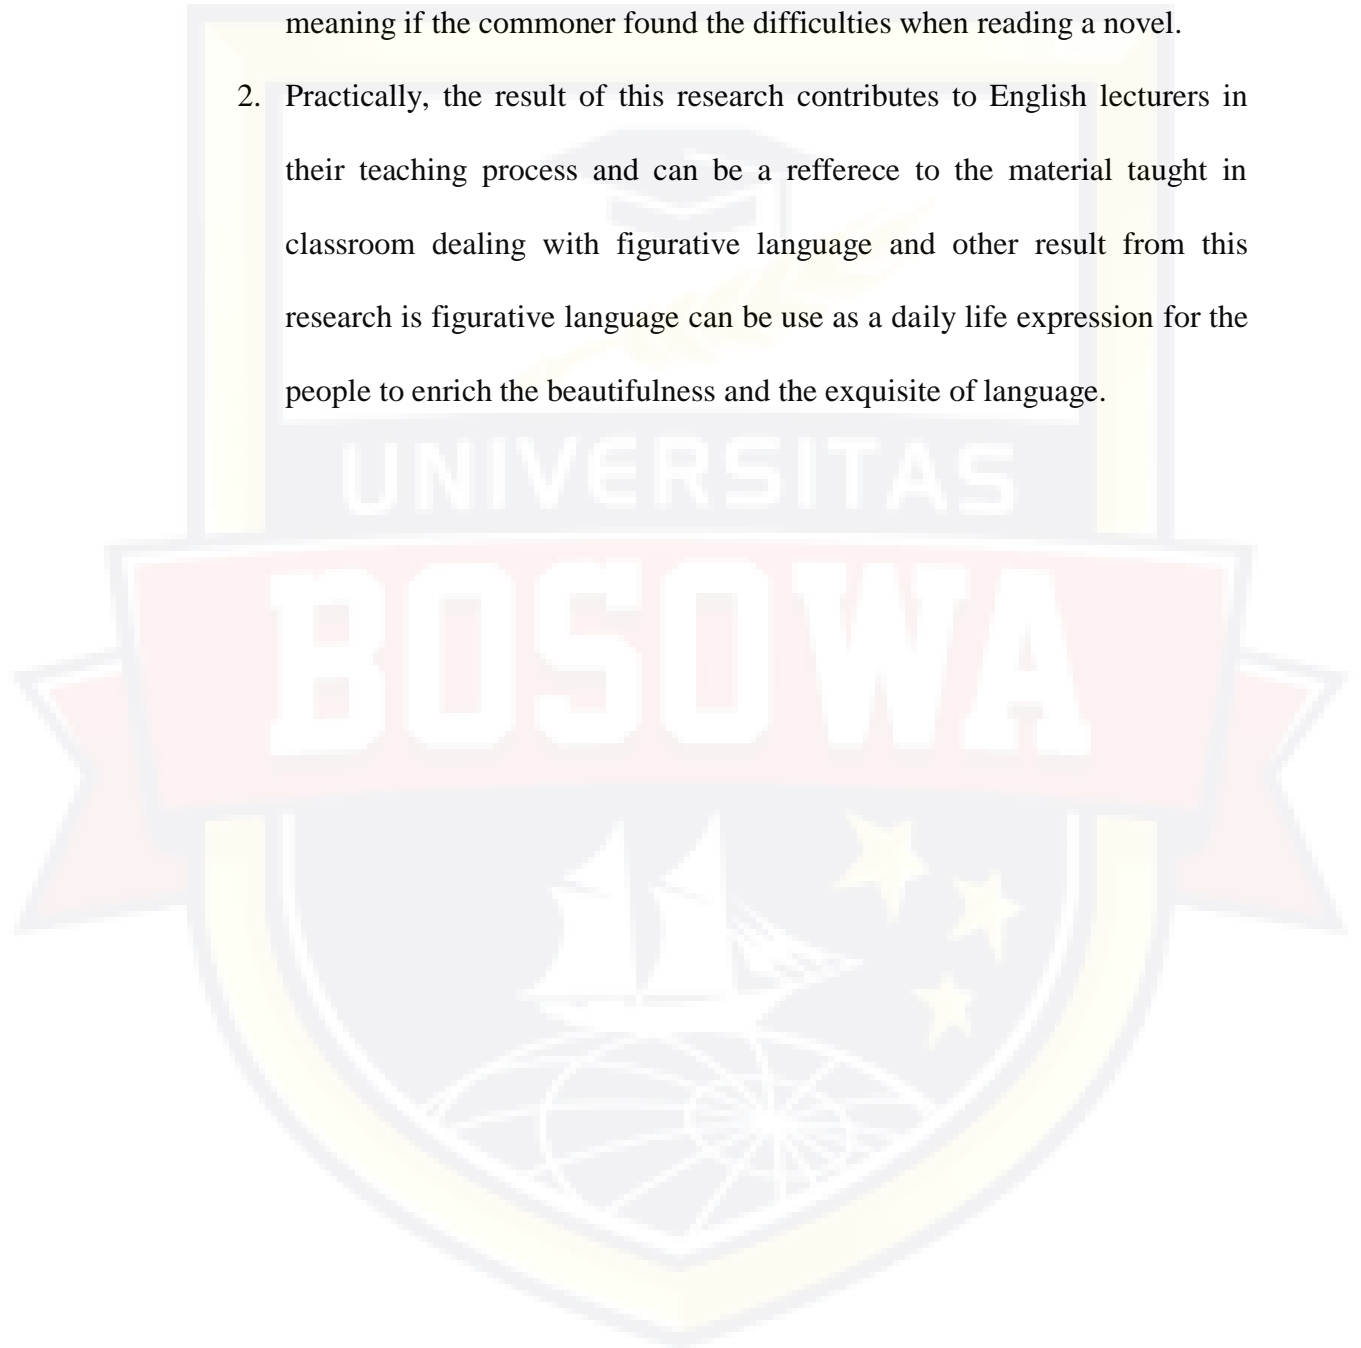 meaning if the commoner found the difficulties when reading a novel.
2. Practically, the result of this research contributes to English lecturers in
their teaching process and can be a refferece to the material taught in
classroom dealing with figurative language and other result from this
research is figurative language can be use as a daily life expression for the
people to enrich the beautifulness and the exquisite of language.
UNIVERSITAS
BOSOWA